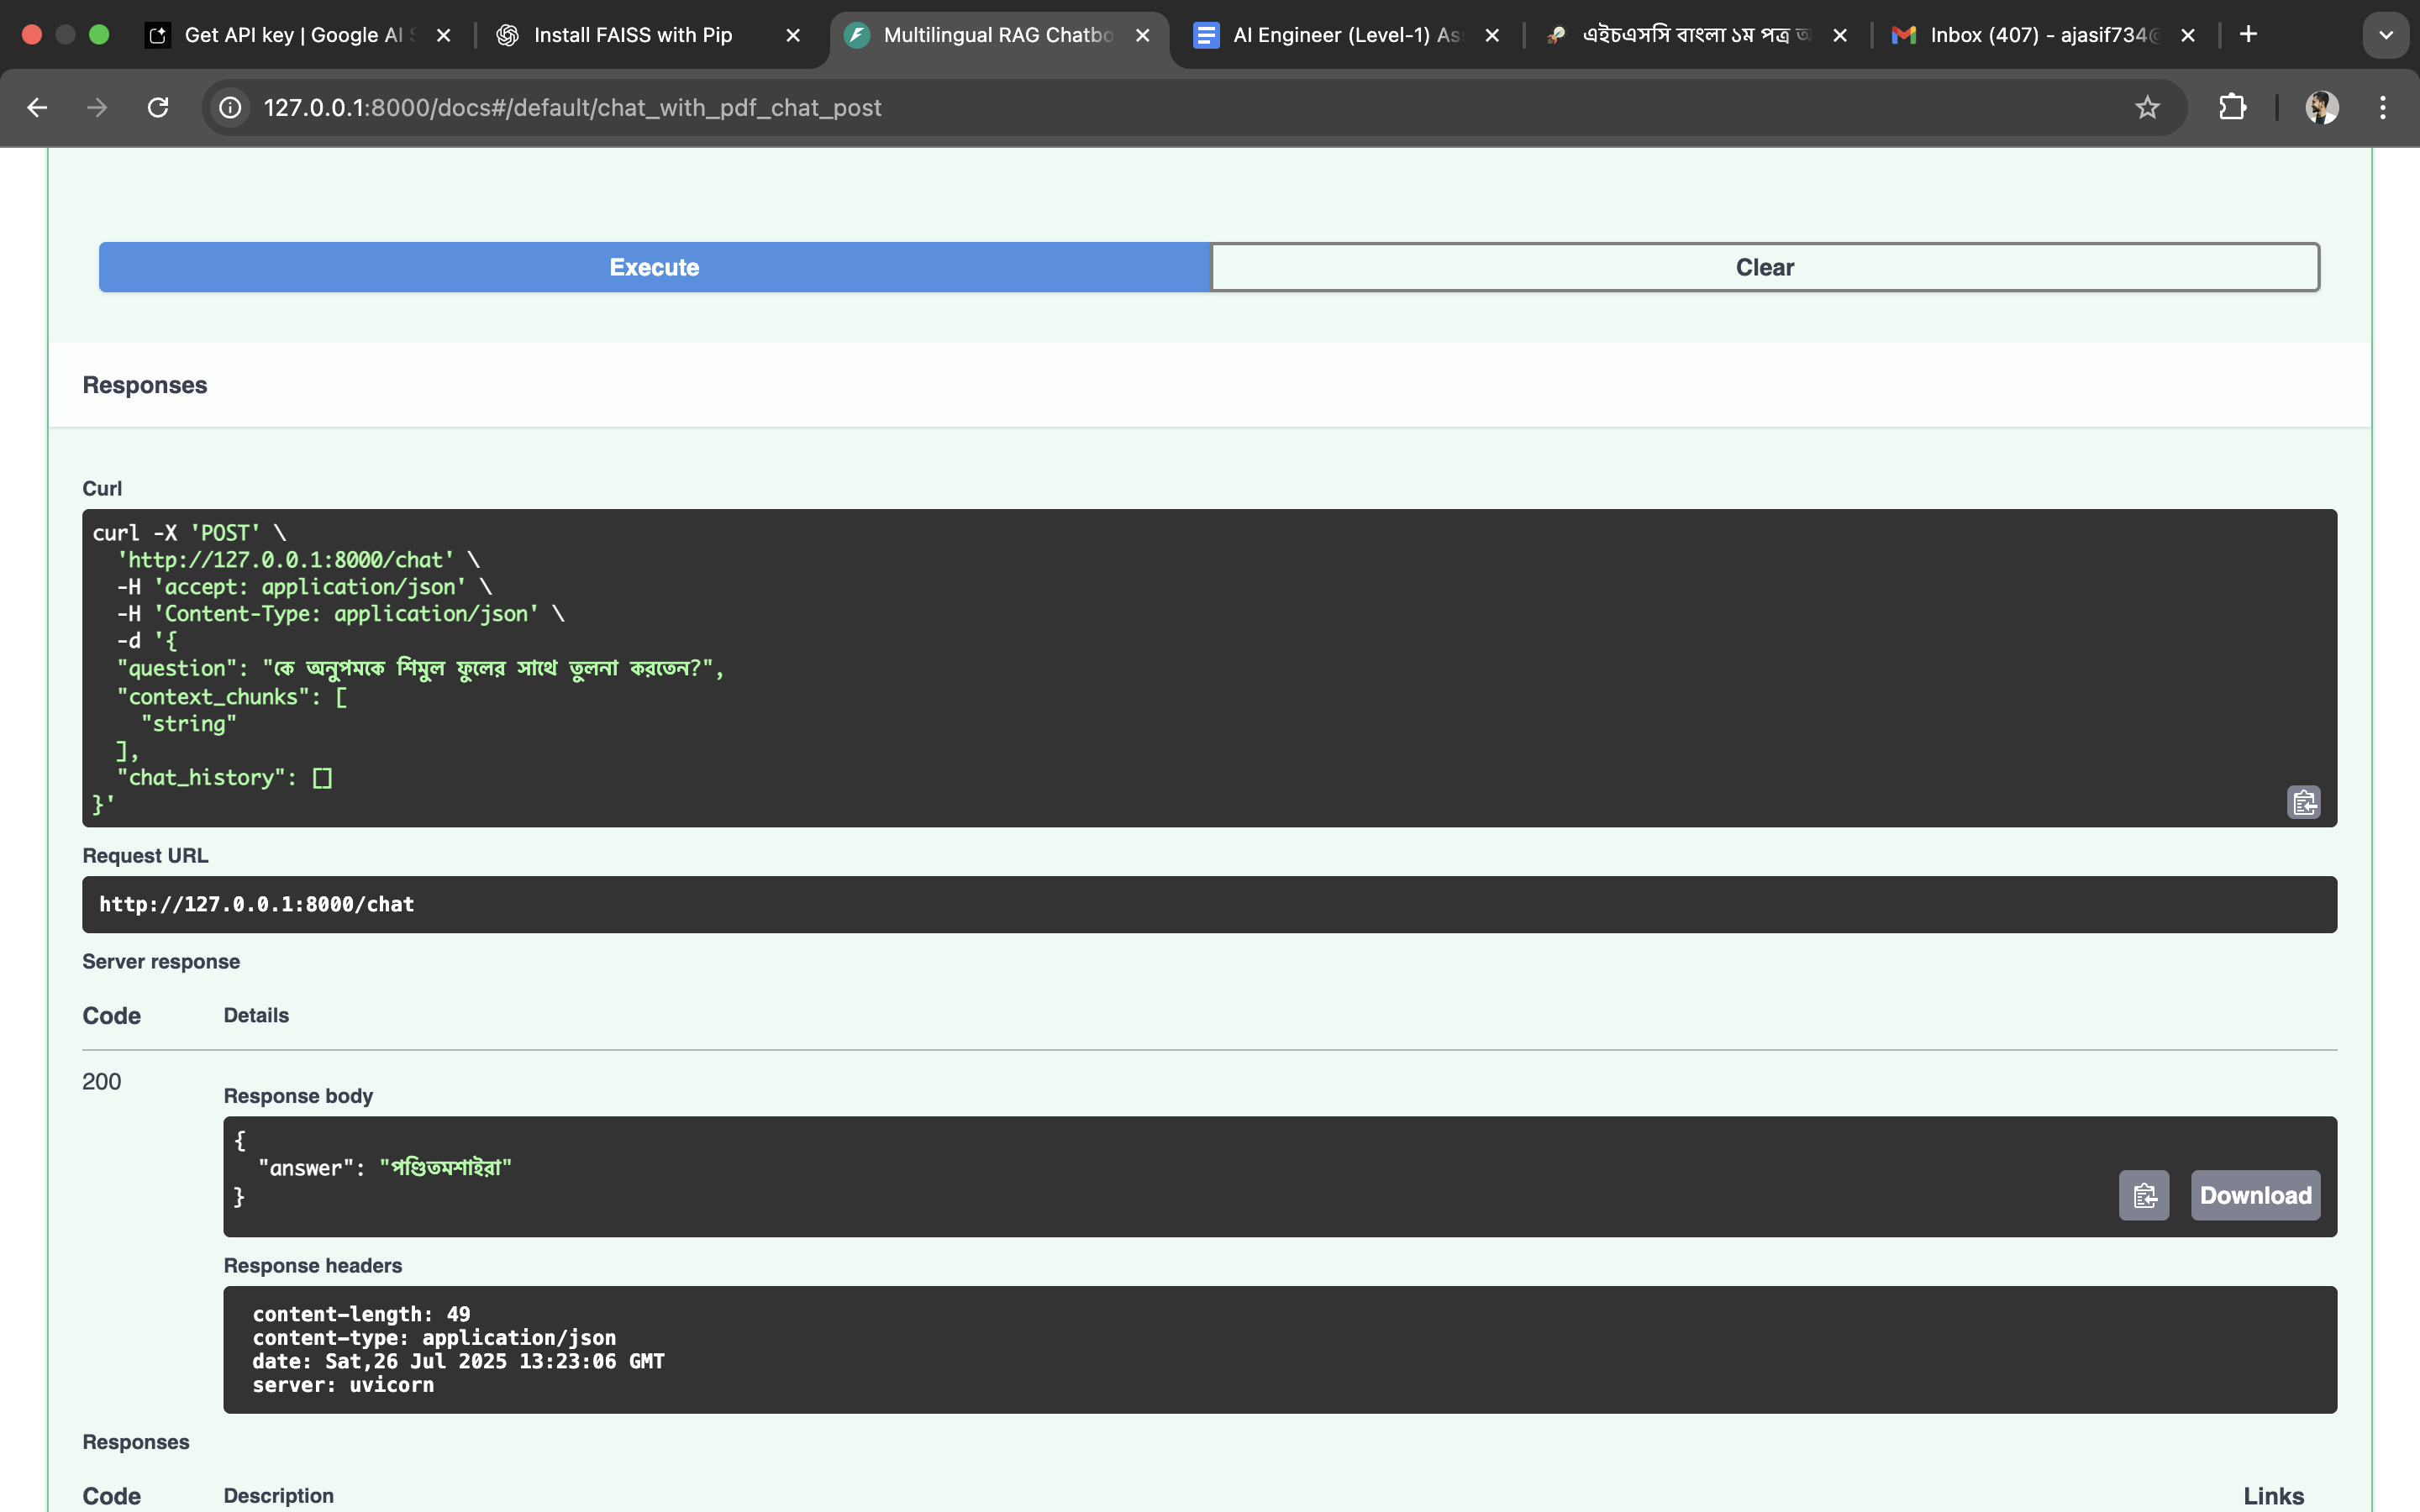 Get API key | Google AI S
Install FAISS with Pip
Multilingual RAG Chatbo
AI Engineer (Level-1) As
এইচএসসি বাংলা ১ম পত্র অ
Inbox (407) - ajasif734@
127.0.0.1:8000/docs#/default/chat_with_pdf_chat_post
Execute
Clear
Responses
Curl
curl -X 'POST' \
'http://127.0.0.1:8000/chat' \
-H 'accept: application/json' \
-H 'Content-Type: application/json' \
-d '{
"question": "কে অনুপমকে শিমুল ফুলের সাথে তুলনা করতেন?",
"context_chunks": [
"string"
],
"chat_history": []
}'
Request URL
http://127.0.0.1:8000/chat
Server response
Code
Details
200
Response body
{
"answer": "পণ্ডিতমশাইরা"
}
Download
Response headers
content-length: 49
content-type: application/json
date: Sat,26 Jul 2025 13:23:06 GMT
server: uvicorn
Responses
Code
Description
Links